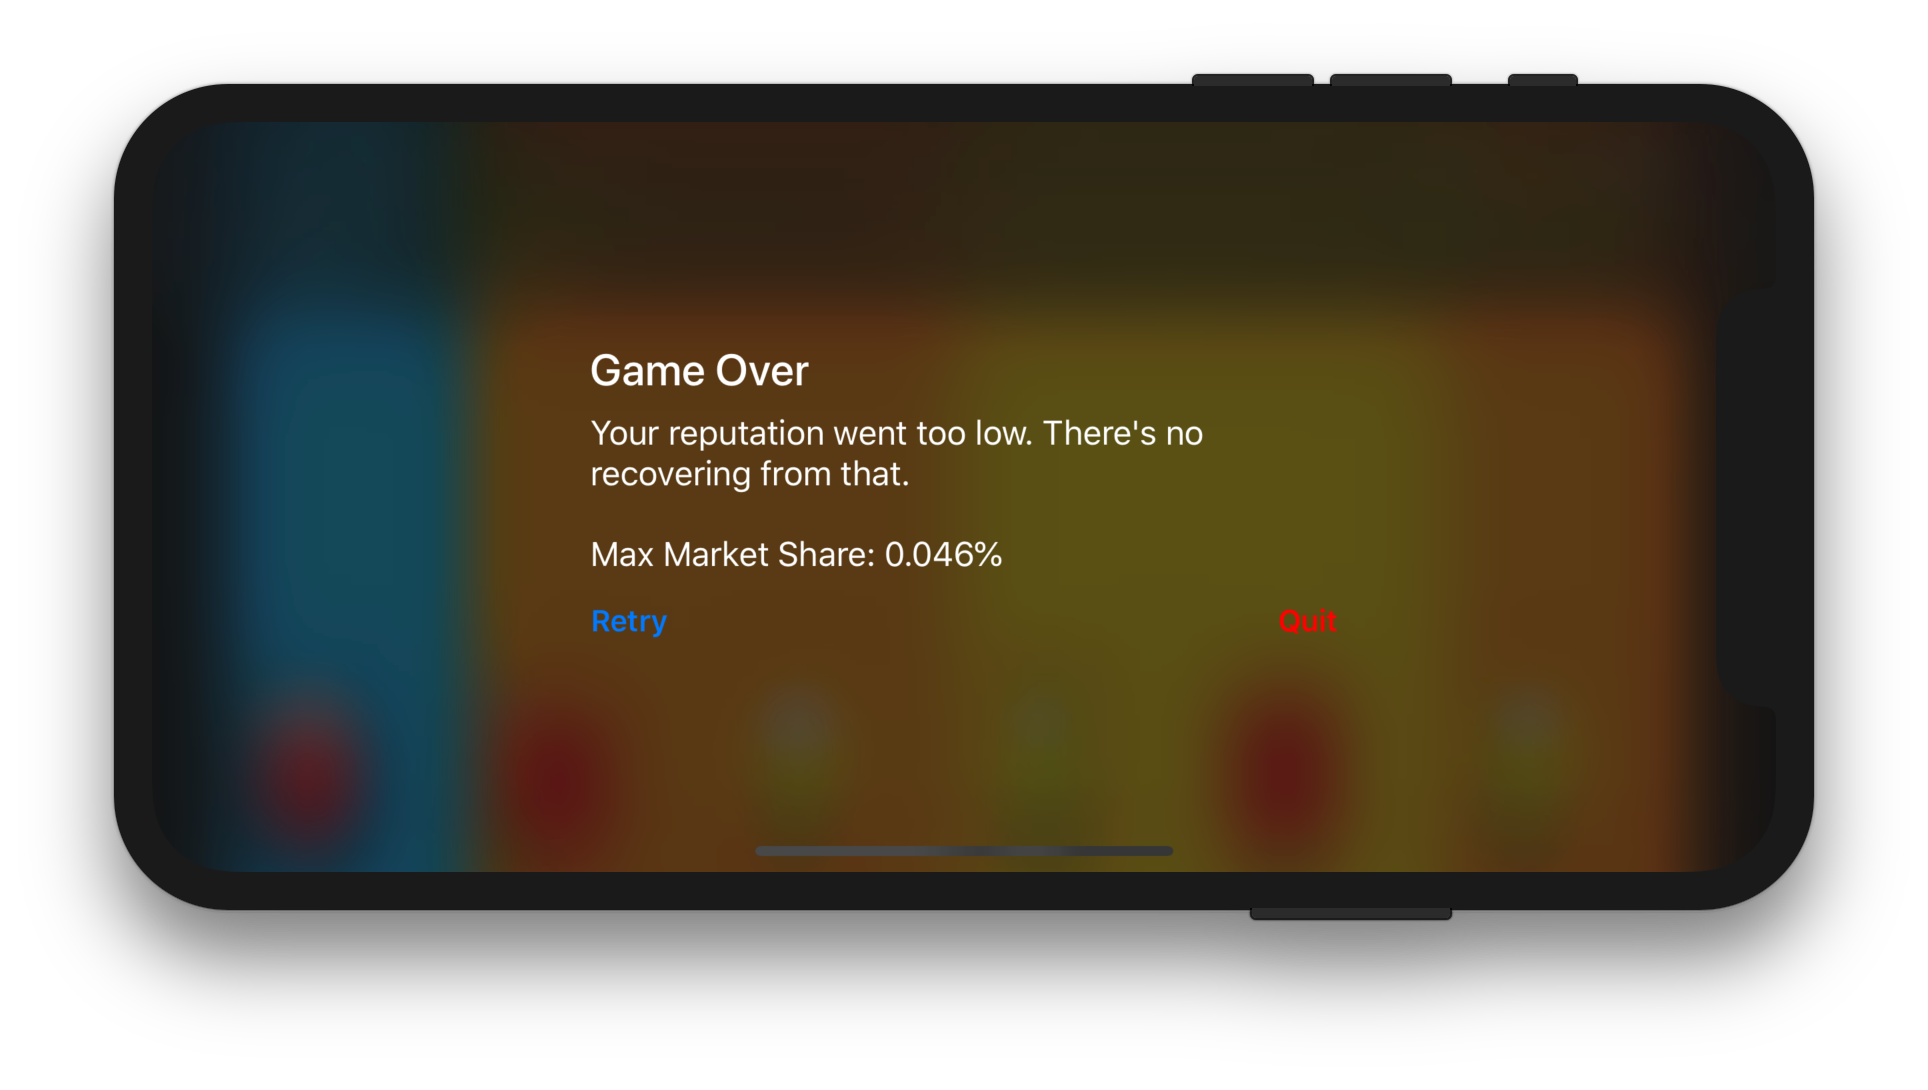 Game Over
Your reputation went too low. There's no
recovering from that.
Max Market Share: 0.046%
Retry
Quit